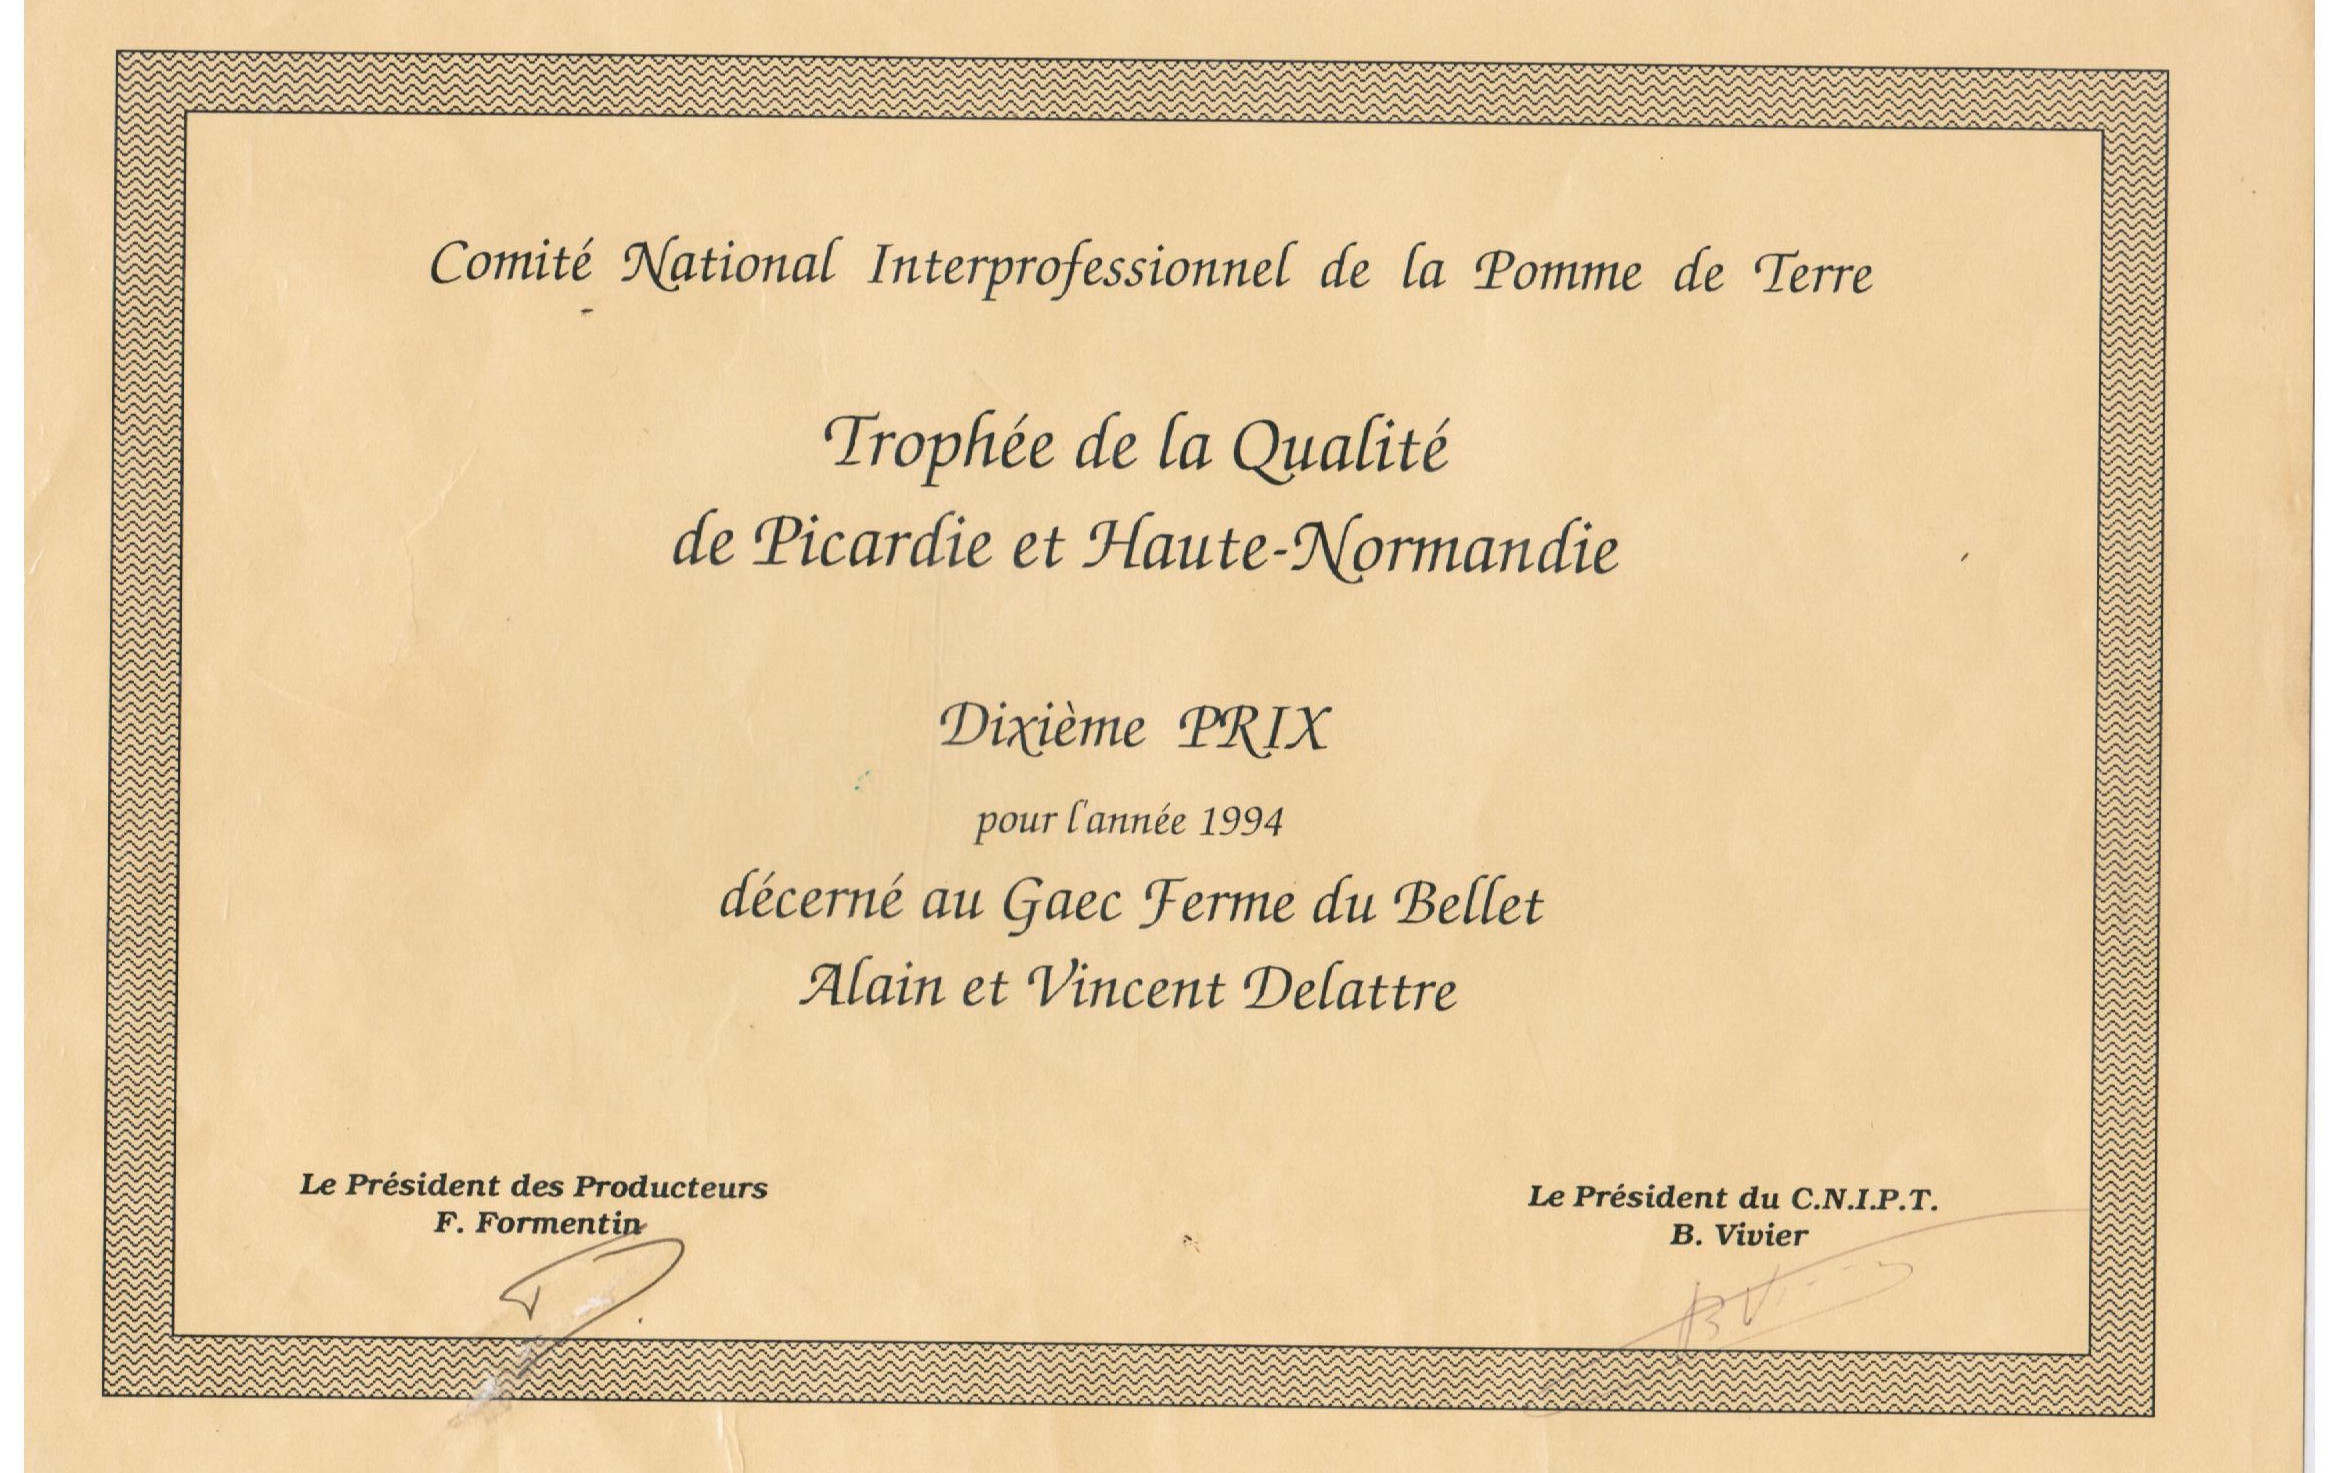 Comité National Interprofessionnel de la Pomme de Terre
Trophée de la Qualité
de Picardie et Haute-Normandie
Dixième PRIX
pour l'année 1994
décerné au Gaec Ferme du Bellet
Alain et Vincent Delattre
Le Président des Producteurs
F. Formentin
Le Président du C.N.I.P.T.
B. Vivier